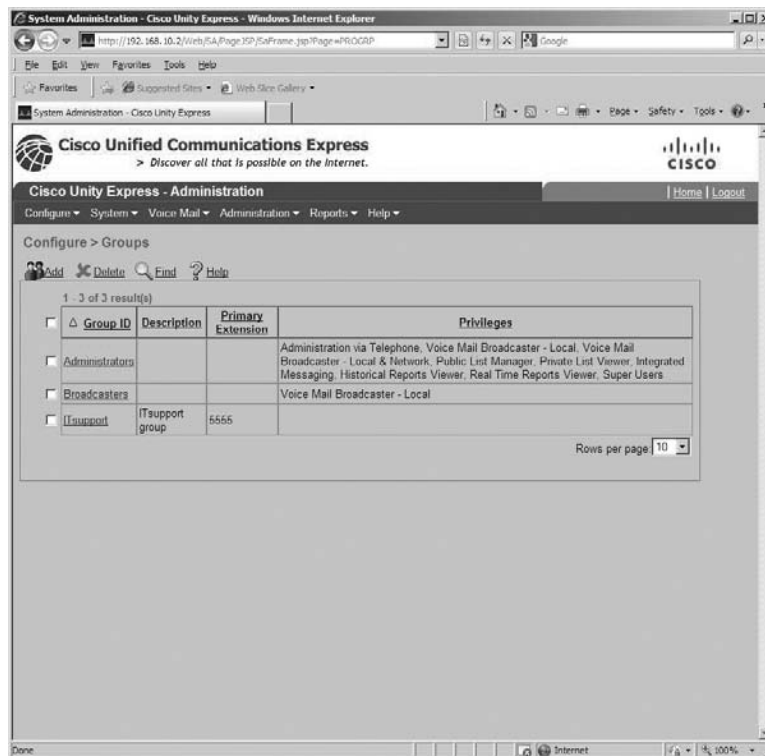 System Administration - Cisco Unity Express - Windows Internet Explorer
http://192.168.10.2/Web/SA/PageJSP/SaFrame.jsp?Page=PROGRP
Google
File Edit View Favorites Tools Help
Favorites Suggested Sites Web Slice Gallery
System Administration - Cisco Unity Express
Page Safety Tools
Cisco Unified Communications Express
> Discover all that is possible on the Internet.
CISCO
Cisco Unity Express - Administration
| Home | Logout
Configure System Voice Mail Administration Reports Help
Configure > Groups
Add Delete Find Help
1 - 3 of 3 result(s)
Group ID Description Primary Extension Privileges
Administrators
Administration via Telephone, Voice Mail Broadcaster - Local, Voice Mail
Broadcaster - Local & Network, Public List Manager, Private List Viewer, Integrated
Messaging, Historical Reports Viewer, Real Time Reports Viewer, Super Users
Broadcasters Voice Mail Broadcaster - Local
ITsupport ITsupport group 5555
Rows per page: 10
Done
Internet
100%